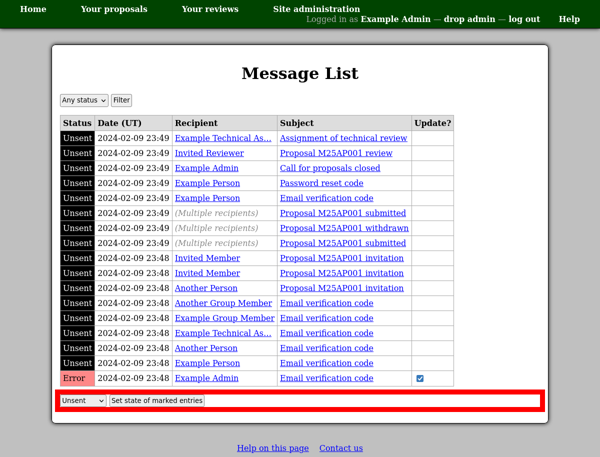 Home Your proposals Your reviews Site administration
Logged in as Example Admin — drop admin — log out Help
Message List
Any status Filter
Status Date (UT) Recipient Subject Update?
Unsent 2024-02-09 23:49 Example Technical As... Assignment of technical review
Unsent 2024-02-09 23:49 Invited Reviewer Proposal M25AP001 review
Unsent 2024-02-09 23:49 Example Admin Call for proposals closed
Unsent 2024-02-09 23:49 Example Person Password reset code
Unsent 2024-02-09 23:49 Example Person Email verification code
Unsent 2024-02-09 23:49 (Multiple recipients) Proposal M25AP001 submitted
Unsent 2024-02-09 23:49 (Multiple recipients) Proposal M25AP001 withdrawn
Unsent 2024-02-09 23:49 (Multiple recipients) Proposal M25AP001 submitted
Unsent 2024-02-09 23:48 Invited Member Proposal M25AP001 invitation
Unsent 2024-02-09 23:48 Invited Member Proposal M25AP001 invitation
Unsent 2024-02-09 23:48 Another Person Proposal M25AP001 invitation
Unsent 2024-02-09 23:48 Another Group Member Email verification code
Unsent 2024-02-09 23:48 Example Group Member Email verification code
Unsent 2024-02-09 23:48 Example Technical As... Email verification code
Unsent 2024-02-09 23:48 Another Person Email verification code
Unsent 2024-02-09 23:48 Example Person Email verification code
Error 2024-02-09 23:48 Example Admin Email verification code
Unsent Set state of marked entries
Help on this page Contact us